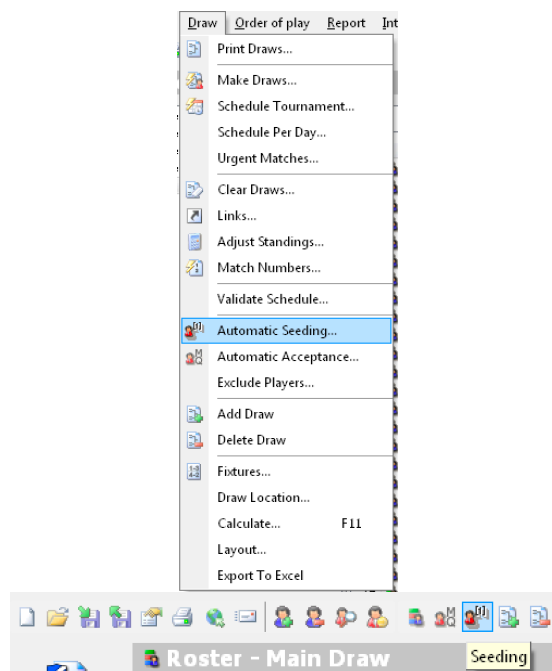 Draw Order of play Report Int
Print Draws...
Make Draws...
Schedule Tournament...
Schedule Per Day...
Urgent Matches...
Clear Draws...
Links...
Adjust Standings...
Match Numbers...
Validate Schedule...
Automatic Seeding...
Automatic Acceptance...
Exclude Players...
Add Draw
Delete Draw
Fixtures...
Draw Location...
Calculate... F11
Layout...
Export To Excel
Roster - Main Draw
Seeding